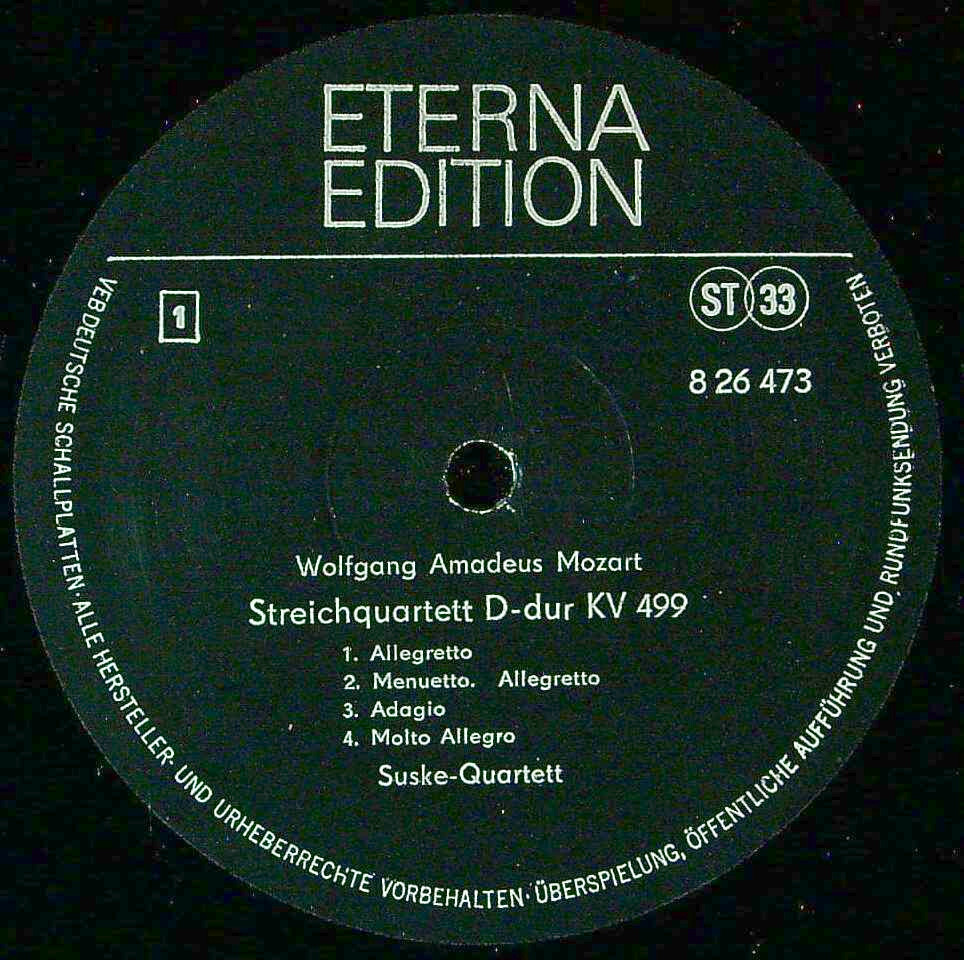 ETERNA
EDITION
1
ST 33
8 26 473
Wolfgang Amadeus Mozart
Streichquartett D-dur KV 499
1. Allegretto
2. Menuetto. Allegretto
3. Adagio
4. Molto Allegro
Suske-Quartett
VEB DEUTSCHE SCHALLPLATTEN · ALLE HERSTELLER- UND URHEBERRECHTE VORBEHALTEN · ÜBERSPIELUNG, ÖFFENTLICHE AUFFÜHRUNG UND RUNDFUNKSENDUNG VERBOTEN